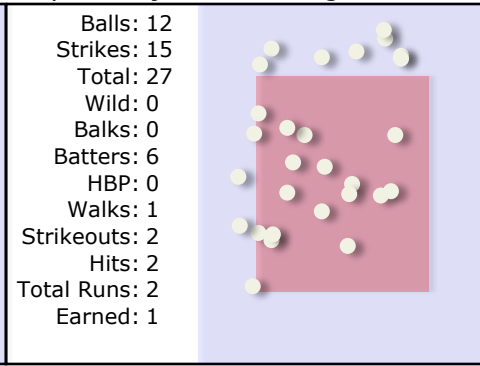 Balls: 12
Strikes: 15
Total: 27
Wild: 0
Balks: 0
Batters: 6
HBP: 0
Walks: 1
Strikeouts: 2
Hits: 2
Total Runs: 2
Earned: 1